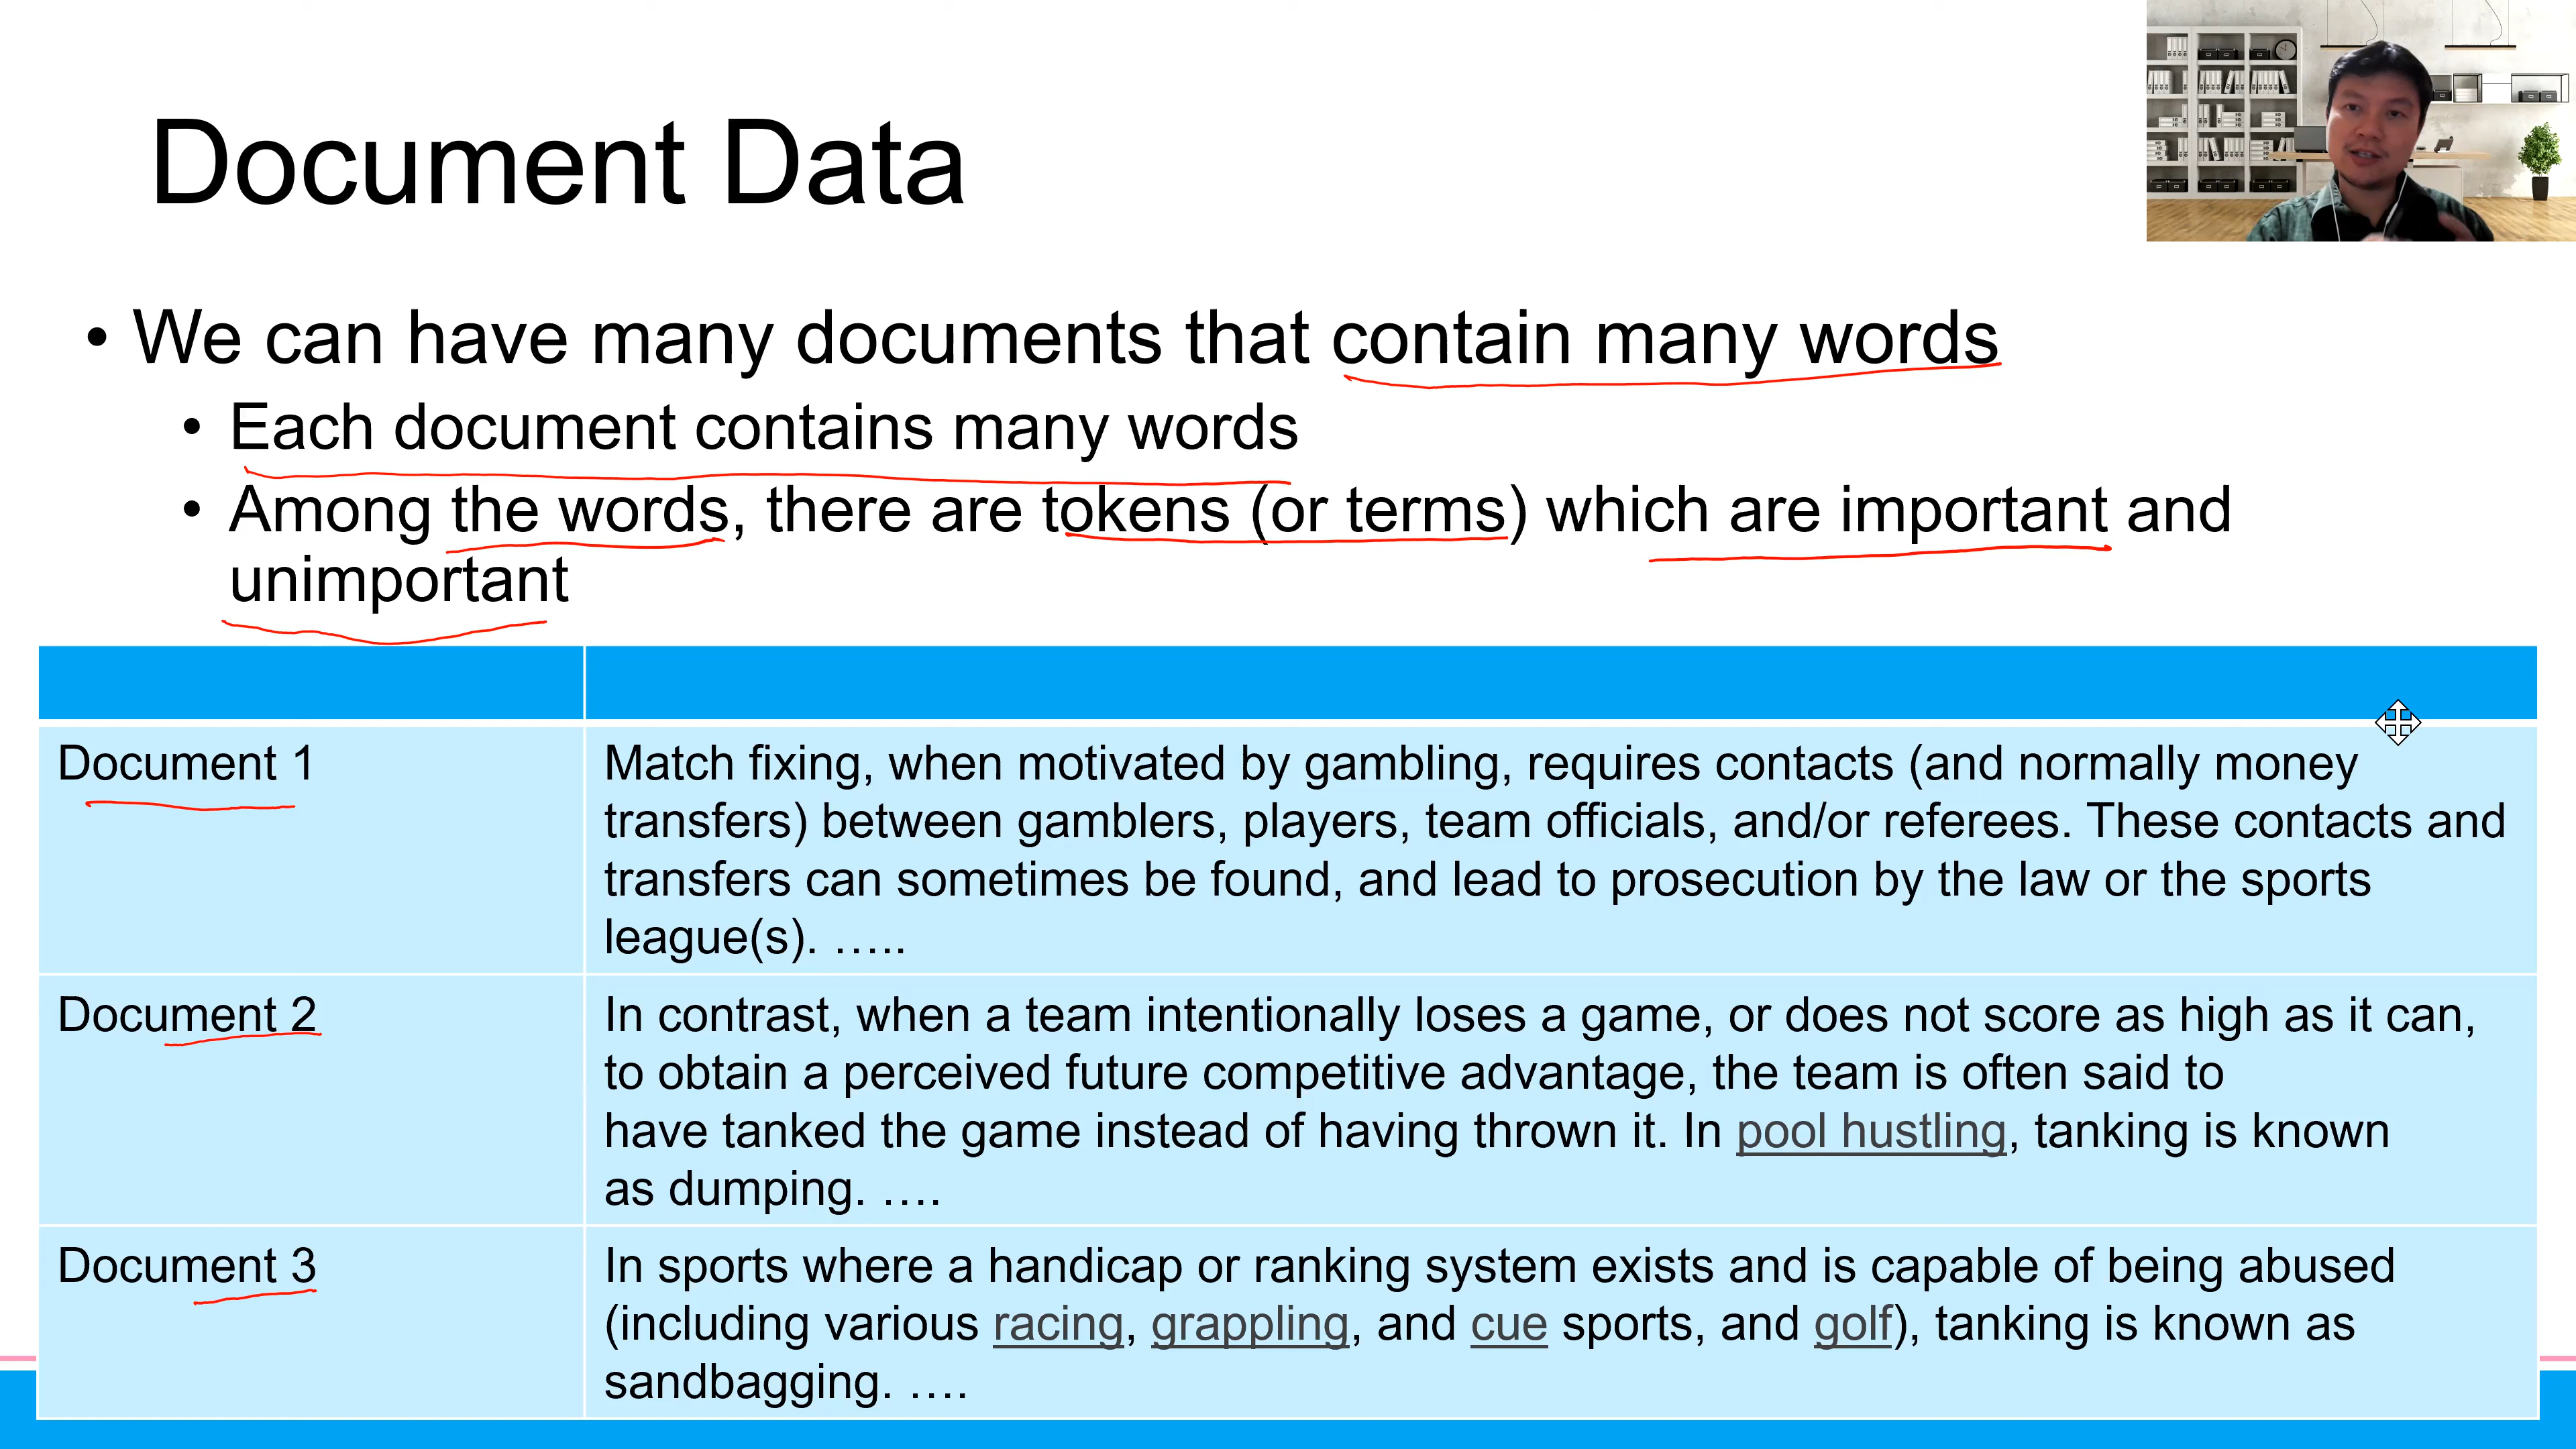 Document Data
• We can have many documents that contain many words
• Each document contains many words
• Among the words, there are tokens (or terms) which are important and
unimportant
Document 1
Match fixing, when motivated by gambling, requires contacts (and normally money
transfers) between gamblers, players, team officials, and/or referees. These contacts and
transfers can sometimes be found, and lead to prosecution by the law or the sports
league(s). …..
Document 2
In contrast, when a team intentionally loses a game, or does not score as high as it can,
to obtain a perceived future competitive advantage, the team is often said to
have tanked the game instead of having thrown it. In pool hustling, tanking is known
as dumping. ….
Document 3
In sports where a handicap or ranking system exists and is capable of being abused
(including various racing, grappling, and cue sports, and golf), tanking is known as
sandbagging. ….